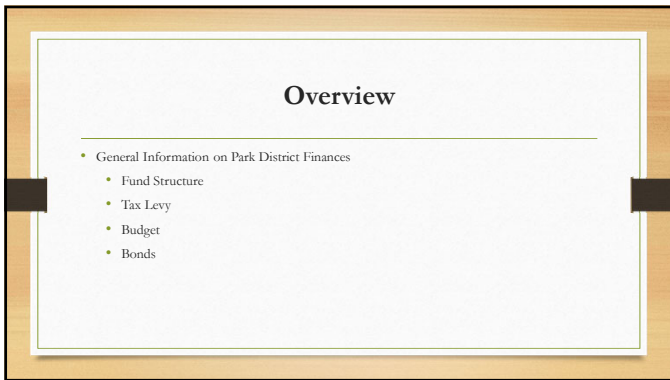 Overview
• General Information on Park District Finances
• Fund Structure
• Tax Levy
• Budget
• Bonds